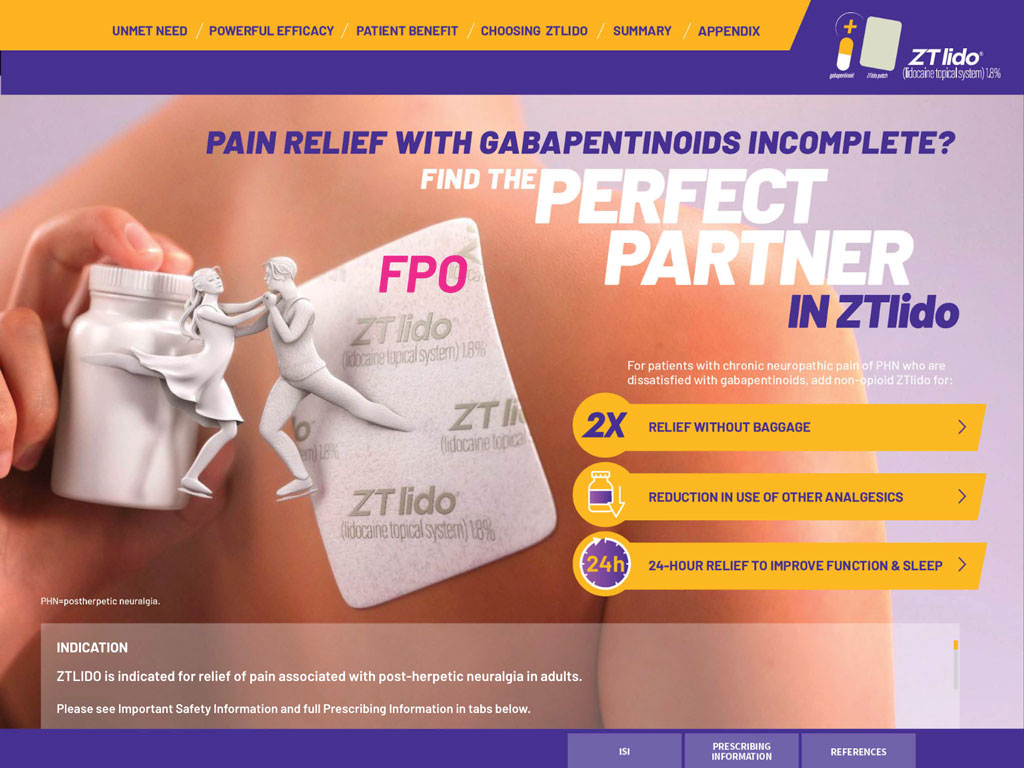 UNMET NEED / POWERFUL EFFICACY / PATIENT BENEFIT / CHOOSING ZTLIDO / SUMMARY / APPENDIX
gabapentinoid
ZTlido patch
ZTlido®
(lidocaine topical system) 1.8%
PAIN RELIEF WITH GABAPENTINOIDS INCOMPLETE?
FIND THE PERFECT
PARTNER
IN ZTlido
FPO
ZTlido
(lidocaine topical system) 1.8%
ZT li
(lidocaine topica
ZTlido
(lidocaine topical system) 1.8%
For patients with chronic neuropathic pain of PHN who are
dissatisfied with gabapentinoids, add non-opioid ZTlido for:
2X RELIEF WITHOUT BAGGAGE
REDUCTION IN USE OF OTHER ANALGESICS
24h 24-HOUR RELIEF TO IMPROVE FUNCTION & SLEEP
PHN=postherpetic neuralgia.
INDICATION
ZTLIDO is indicated for relief of pain associated with post-herpetic neuralgia in adults.
Please see Important Safety Information and full Prescribing Information in tabs below.
ISI
PRESCRIBING
INFORMATION
REFERENCES